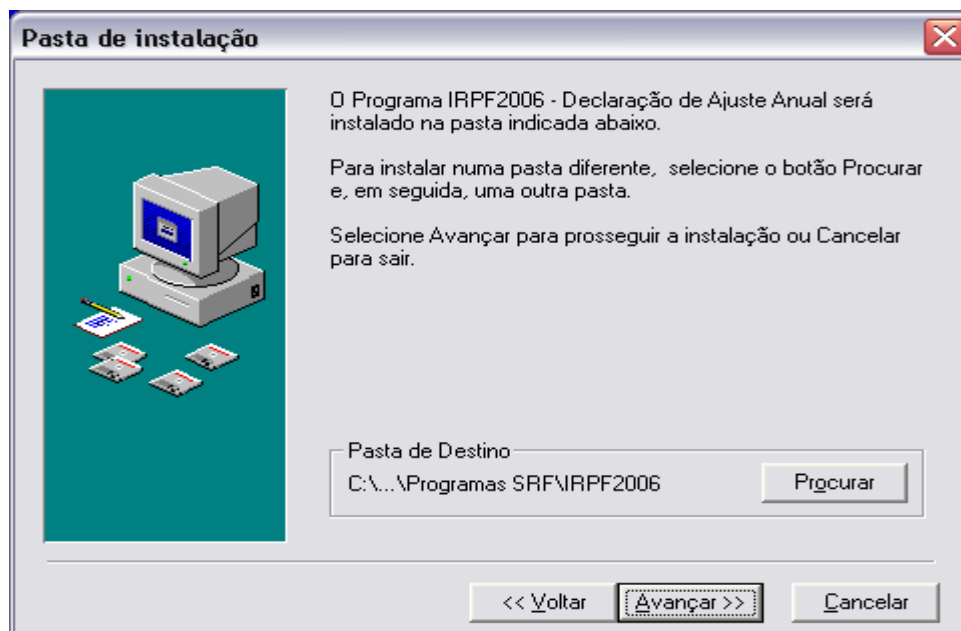 Pasta de instalação
O Programa IRPF2006 - Declaração de Ajuste Anual será
instalado na pasta indicada abaixo.
Para instalar numa pasta diferente, selecione o botão Procurar
e, em seguida, uma outra pasta.
Selecione Avançar para prosseguir a instalação ou Cancelar
para sair.
Pasta de Destino
C:\...\Programas SRF\IRPF2006
Procurar
<< Voltar
Avançar >>
Cancelar